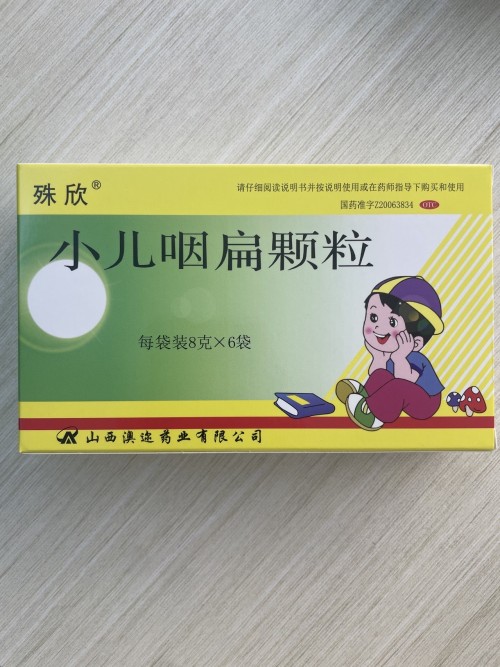 殊欣®
请仔细阅读说明书并按说明使用或在药师指导下购买和使用
国药准字Z20063834 OTC
小儿咽扁颗粒
每袋装8克×6袋
山西澳迩药业有限公司